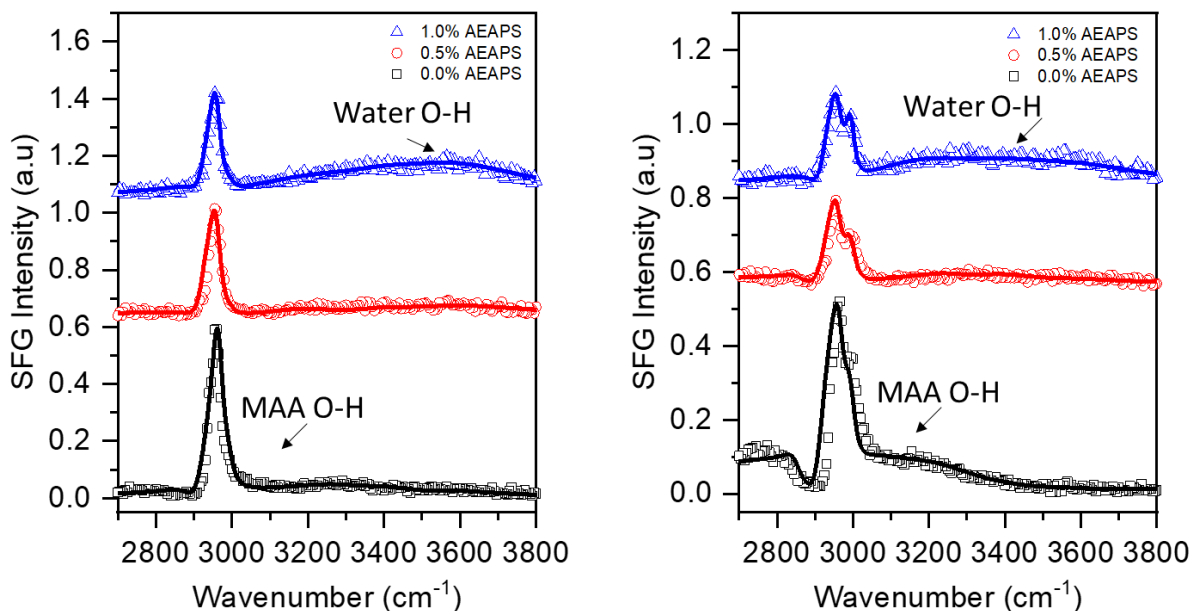 1.6
1.4
1.2
1.0
0.8
0.6
0.4
0.2
0.0
SFG Intensity (a.u)
1.0% AEAPS
0.5% AEAPS
0.0% AEAPS
Water O-H
MAA O-H
2800 3000 3200 3400 3600 3800
Wavenumber (cm⁻¹)
1.2
1.0
0.8
0.6
0.4
0.2
0.0
SFG Intensity (a.u)
1.0% AEAPS
0.5% AEAPS
0.0% AEAPS
Water O-H
MAA O-H
2800 3000 3200 3400 3600 3800
Wavenumber (cm⁻¹)